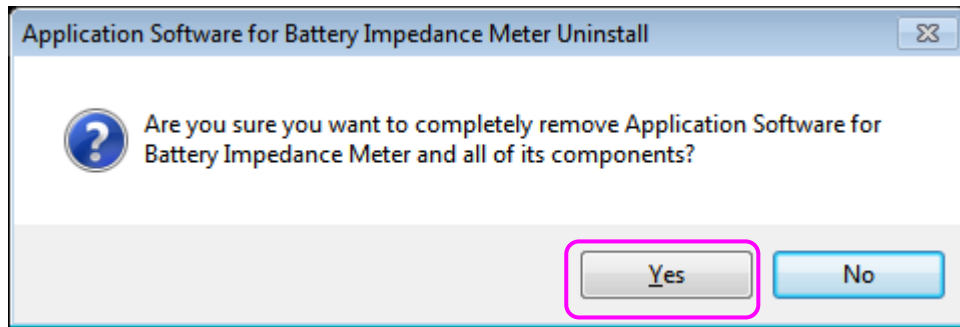 Application Software for Battery Impedance Meter Uninstall
Are you sure you want to completely remove Application Software for
Battery Impedance Meter and all of its components?
Yes No